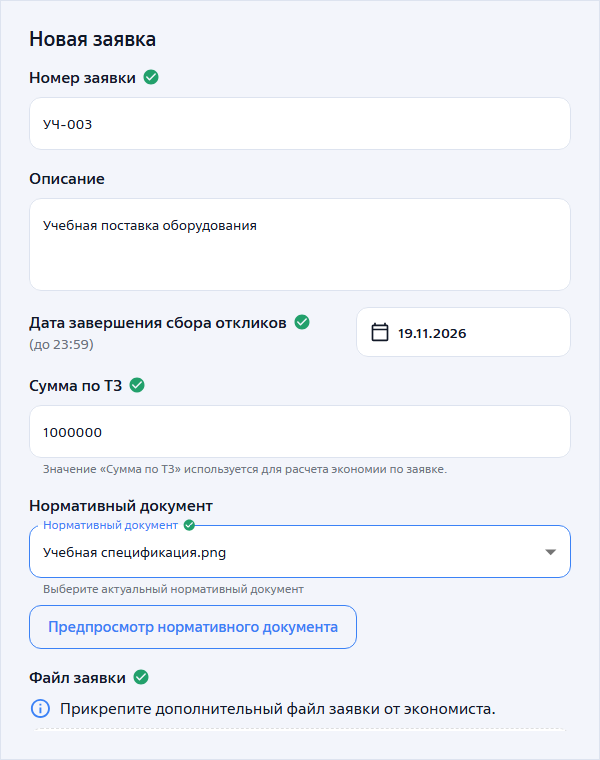 Новая заявка
Номер заявки
УЧ-003
Описание
Учебная поставка оборудования
Дата завершения сбора откликов
(до 23:59)
19.11.2026
Сумма по ТЗ
1000000
Значение «Сумма по ТЗ» используется для расчета экономии по заявке.
Нормативный документ
Нормативный документ
Учебная спецификация.png
Выберите актуальный нормативный документ
Предпросмотр нормативного документа
Файл заявки
Прикрепите дополнительный файл заявки от экономиста.